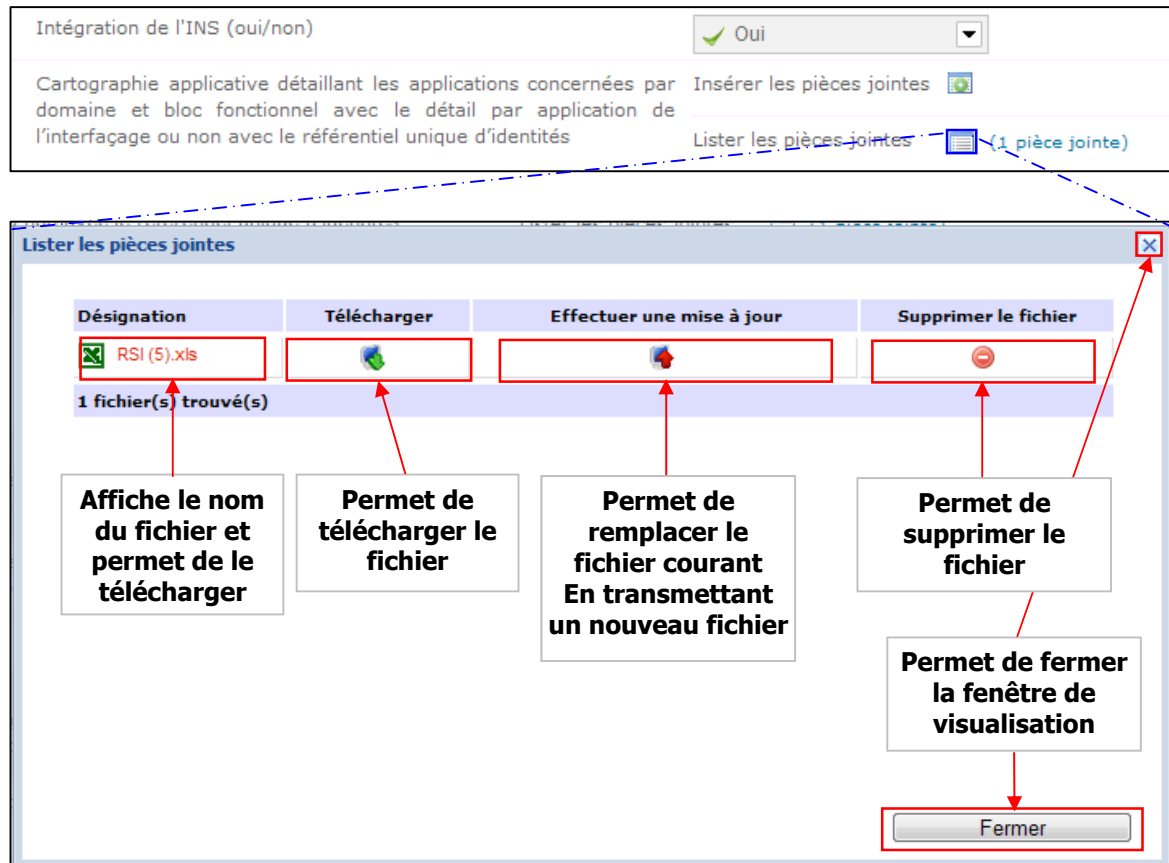 Intégration de l'INS (oui/non)
Oui
Cartographie applicative détaillant les applications concernées par
domaine et bloc fonctionnel avec le détail par application de
l'interfaçage ou non avec le référentiel unique d'identités
Insérer les pièces jointes
Lister les pièces jointes (1 pièce jointe)
Lister les pièces jointes
Désignation Télécharger Effectuer une mise à jour Supprimer le fichier
RSI (5).xls
1 fichier(s) trouvé(s)
Affiche le nom
du fichier et
permet de le
télécharger
Permet de
télécharger le
fichier
Permet de
remplacer le
fichier courant
En transmettant
un nouveau fichier
Permet de
supprimer le
fichier
Permet de fermer
la fenêtre de
visualisation
Fermer